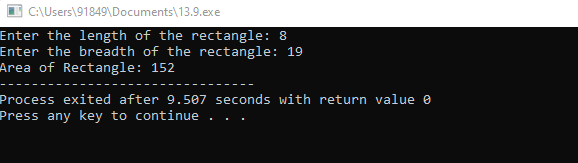 C:\Users\91849\Documents\13.9.exe
Enter the length of the rectangle: 8
Enter the breadth of the rectangle: 19
Area of Rectangle: 152
--------------------------------
Process exited after 9.507 seconds with return value 0
Press any key to continue . . .